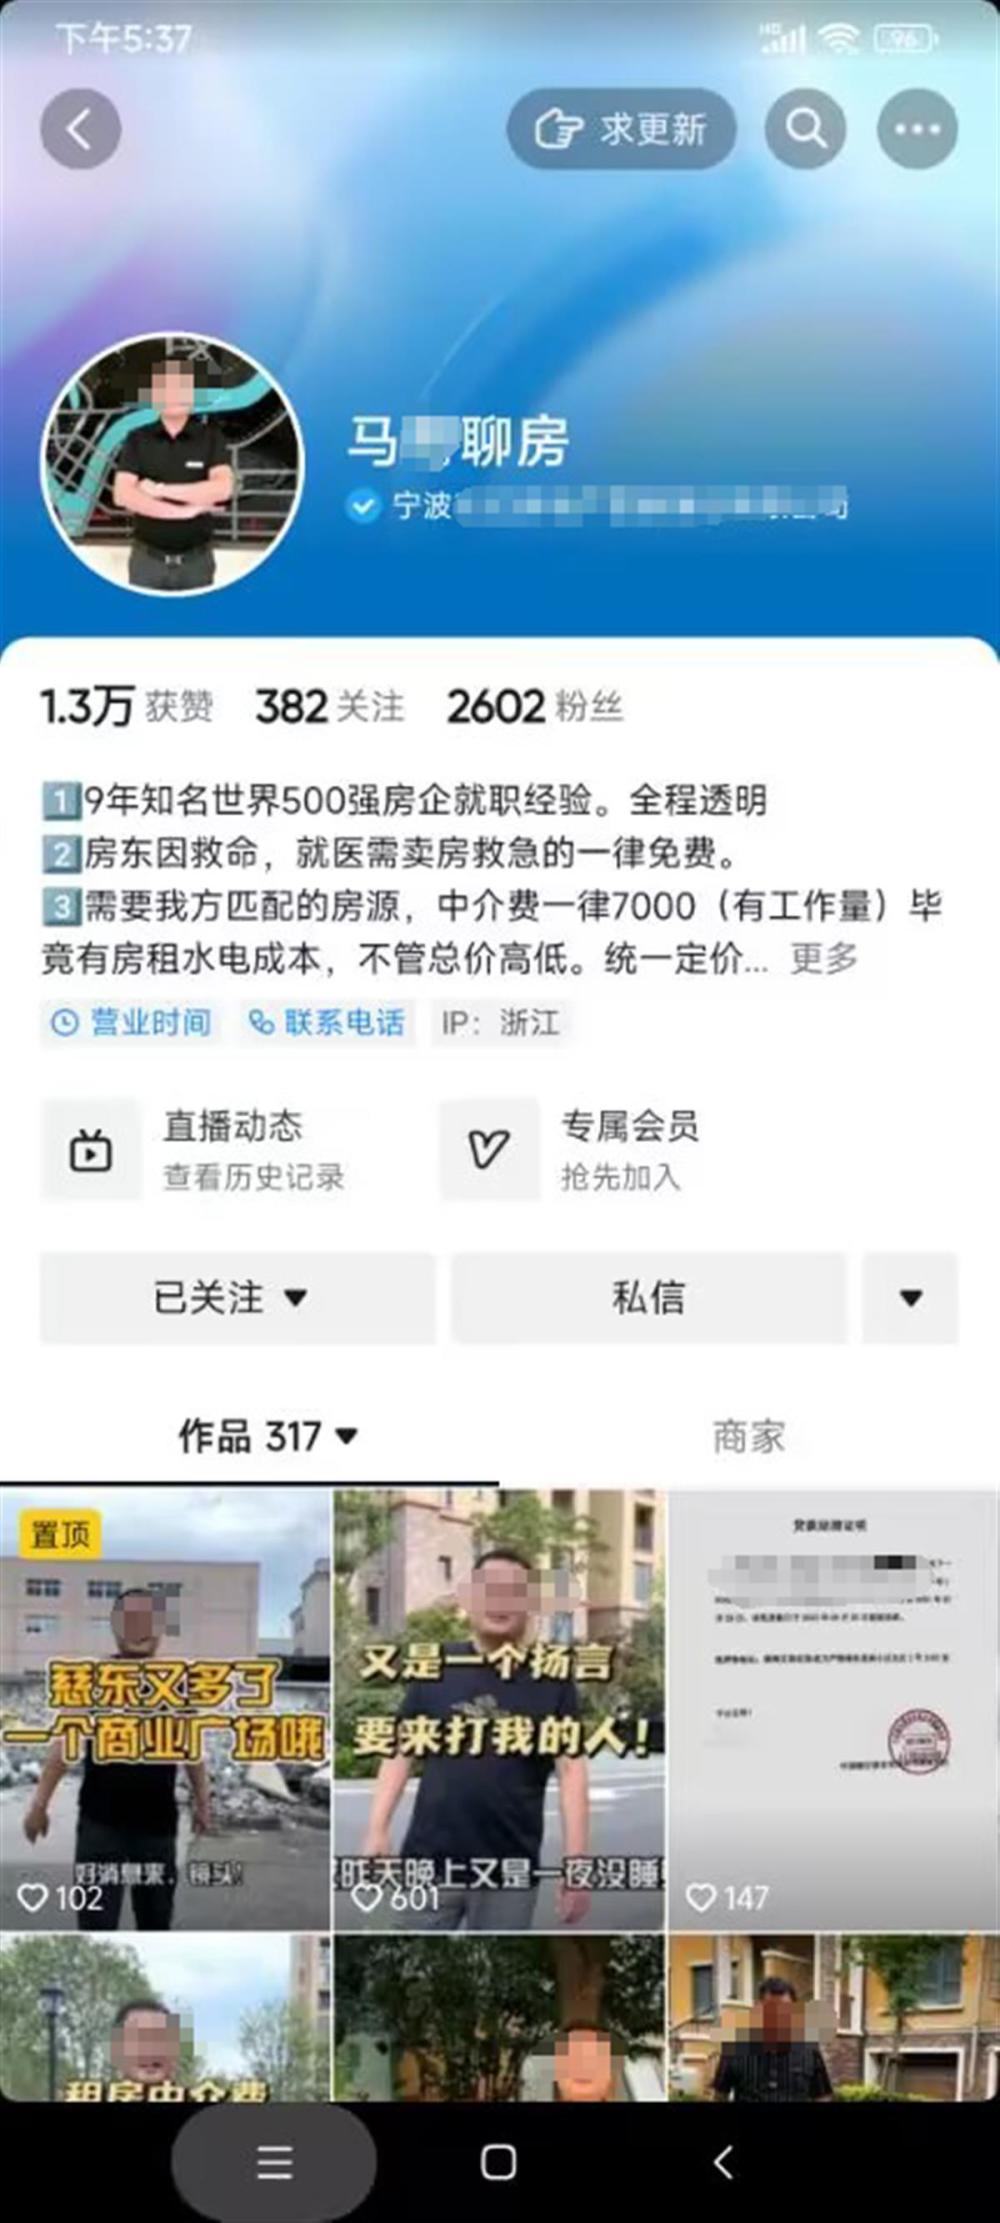 下午5:37
HD
96
求更新
马 聊房
宁波
1.3万 获赞 382 关注 2602 粉丝
1 9年知名世界500强房企就职经验。全程透明
2 房东因救命，就医需卖房救急的一律免费。
3 需要我方匹配的房源，中介费一律7000（有工作量）毕
竟有房租水电成本，不管总价高低。统一定价... 更多
营业时间 联系电话 IP：浙江
直播动态
查看历史记录
专属会员
抢先加入
已关注 私信
作品 317 商家
置顶
慈东又多了
一个商业广场哦
好消息来，镜头!
102
又是一个扬言
要来打我的人!
昨天晚上又是一夜没睡
601
147
租房中介费